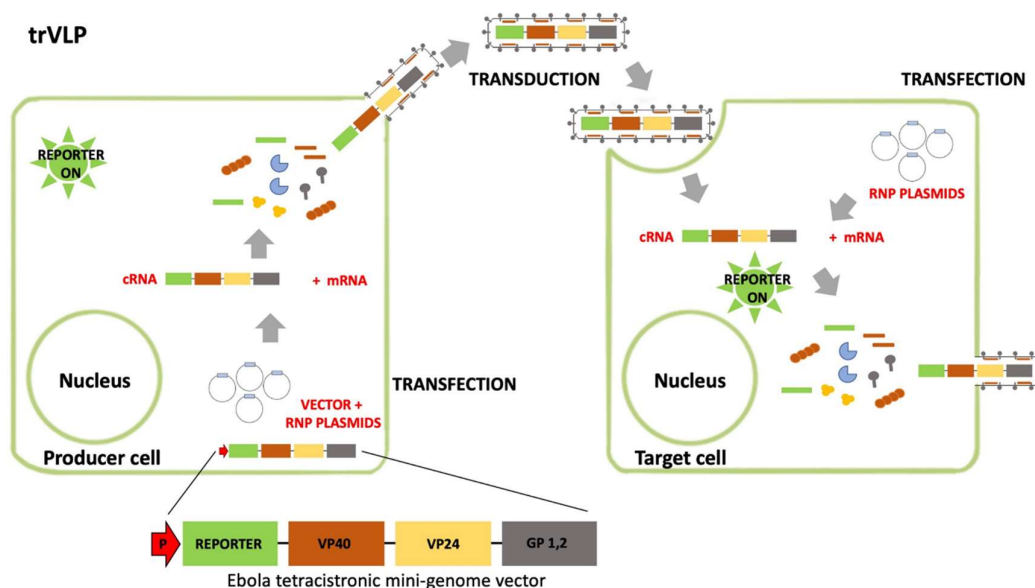 trVLP
TRANSDUCTION
TRANSFECTION
REPORTER
ON
cRNA
+ mRNA
Nucleus
VECTOR +
RNP PLASMIDS
Producer cell
TRANSFECTION
RNP PLASMIDS
cRNA
+ mRNA
REPORTER
ON
Nucleus
Target cell
P
REPORTER
VP40
VP24
GP 1,2
Ebola tetracistronic mini-genome vector